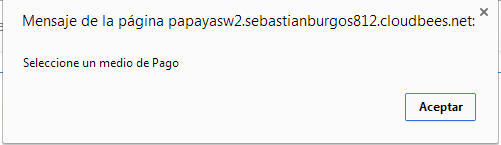 Mensaje de la página papayasw2.sebastianburgos812.cloudbees.net:
Seleccione un medio de Pago
Aceptar